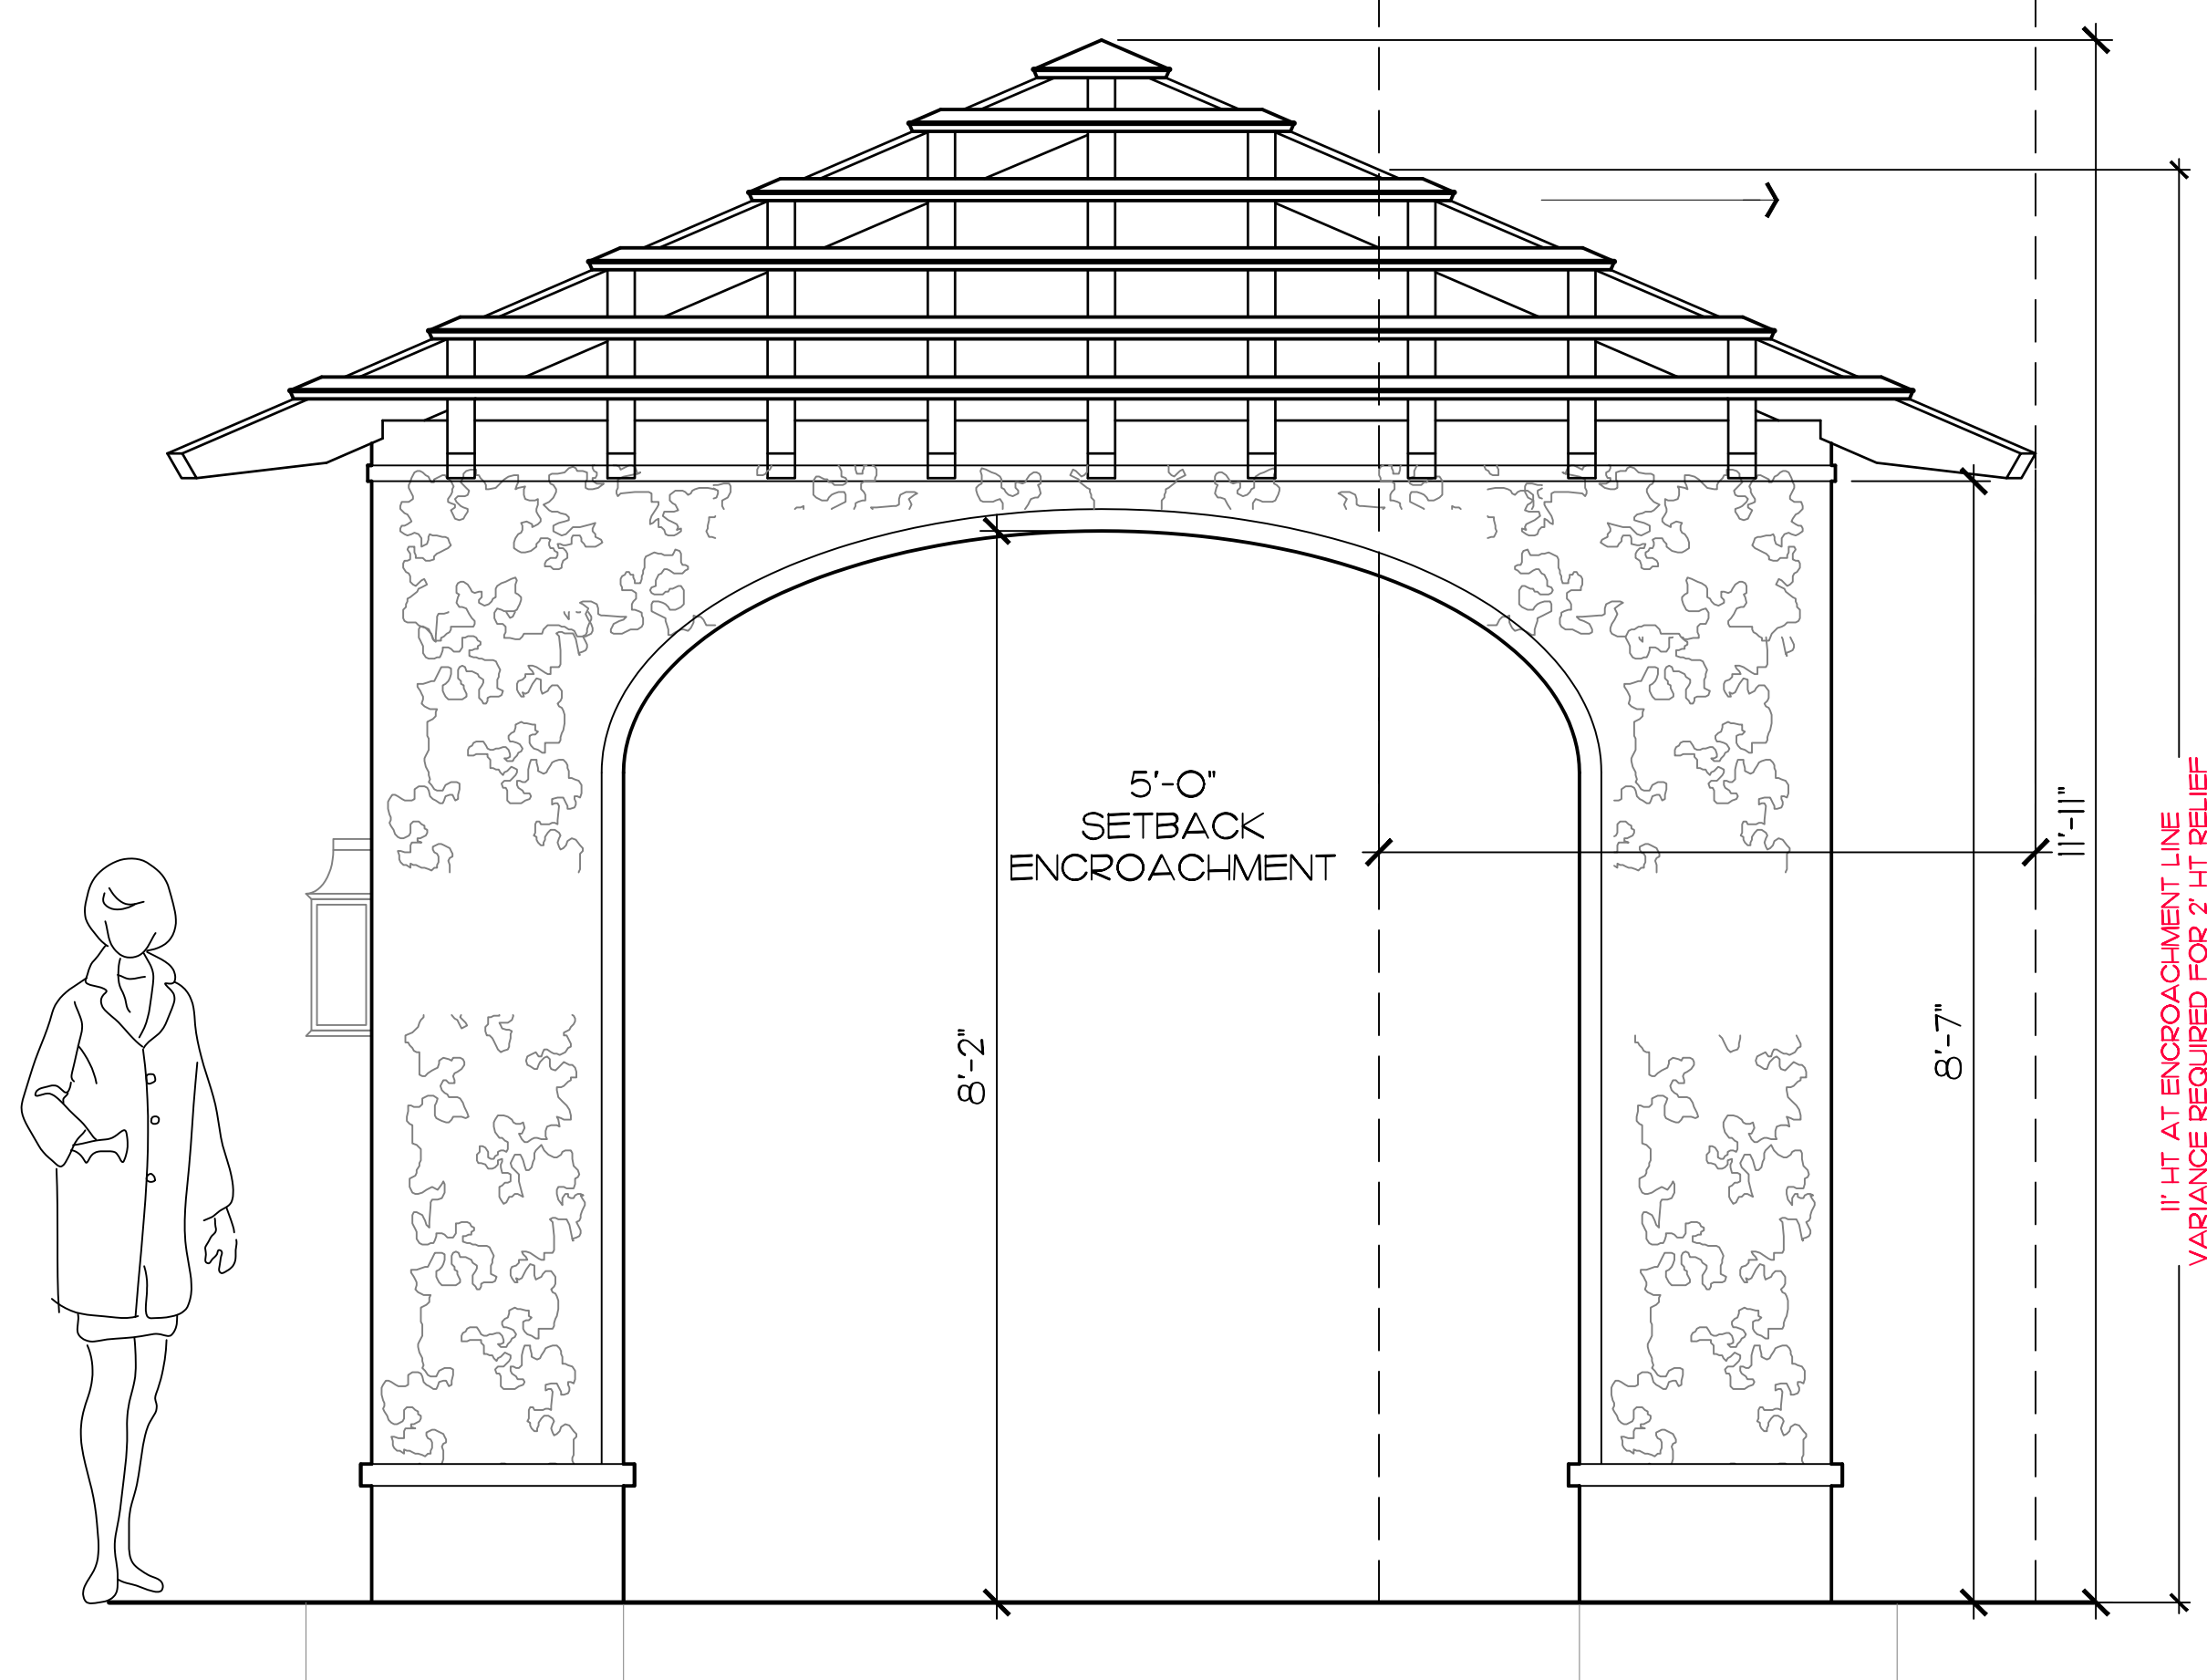 5'-0"
SETBACK
ENCROACHMENT
8'-2"
8'-7"
11'-11"
11' HT AT ENCROACHMENT LINE
VARIANCE REQUIRED FOR 2' HT RELIEF